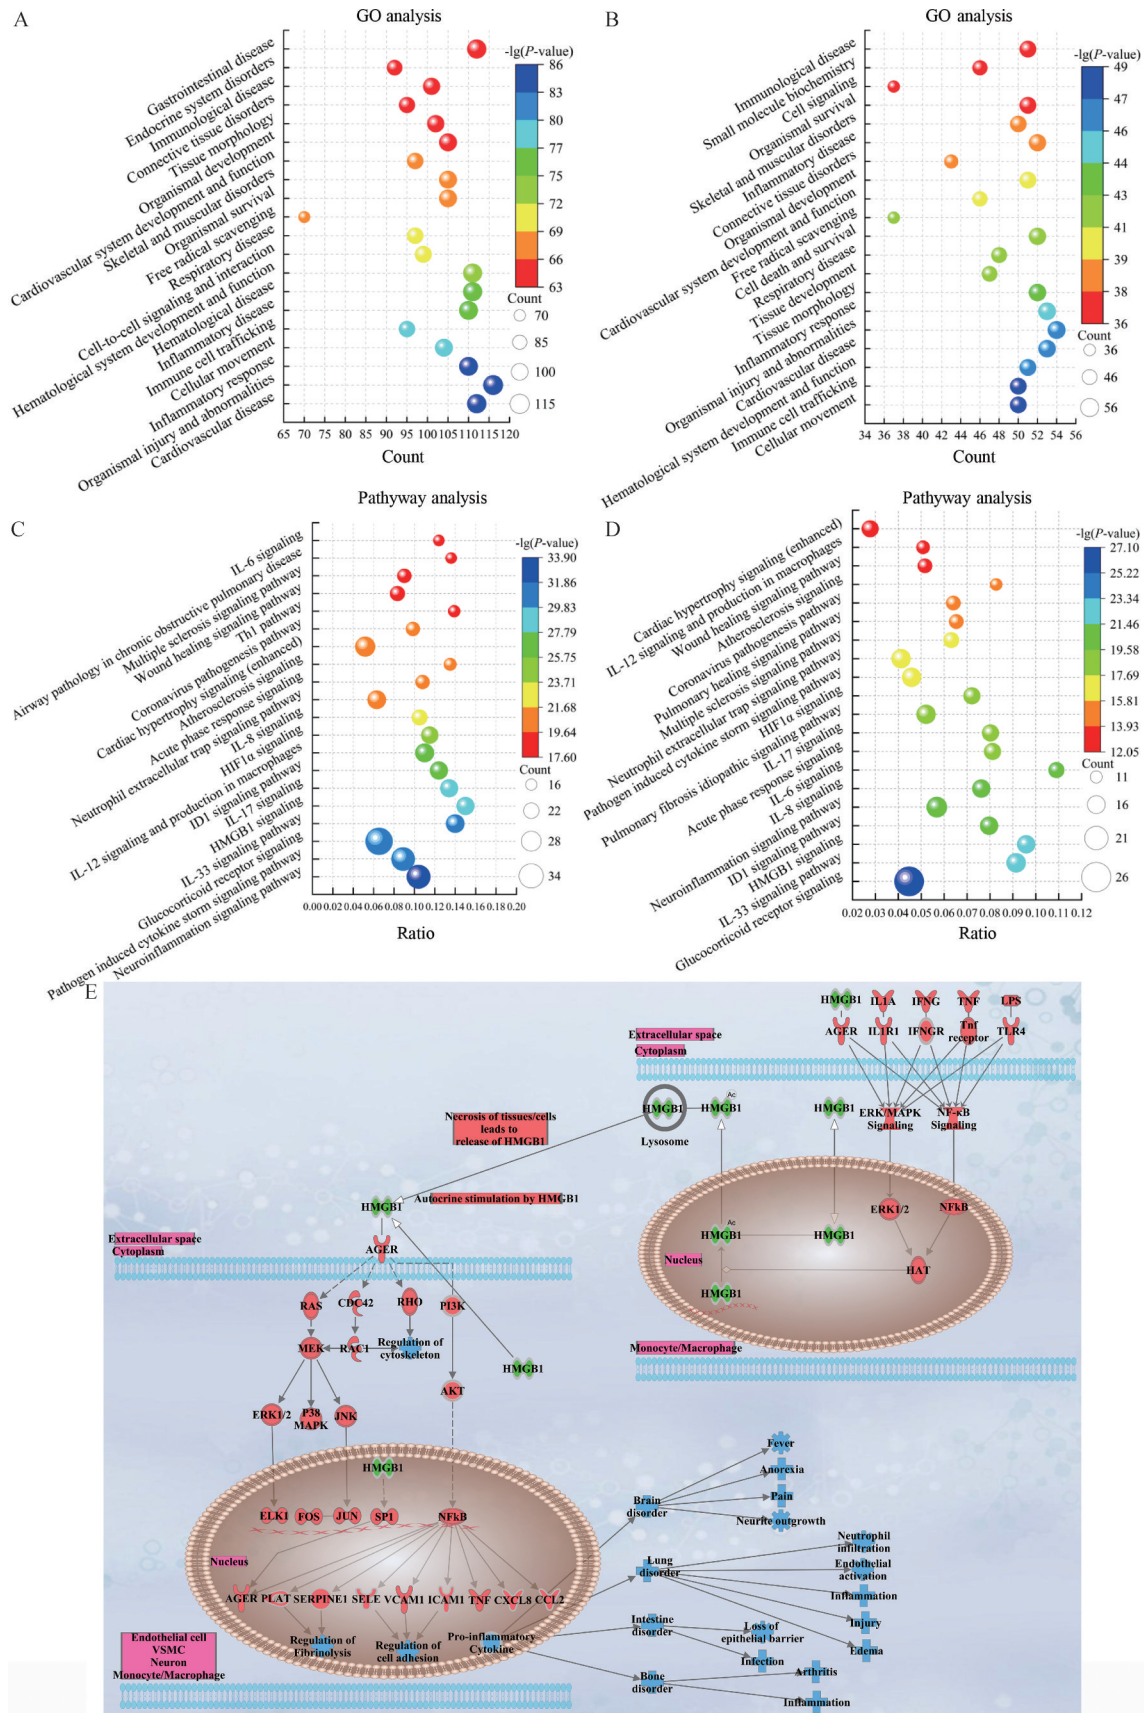 A
GO analysis
Gastrointestinal disease
Endocrine system disorders
Immunological disease
Connective tissue disorders
Tissue morphology
Organismal development
Cardiovascular system development and function
Skeletal and muscular disorders
Organismal survival
Free radical scavenging
Respiratory disease
Cell-to-cell signaling and interaction
Hematological system development and function
Hematological disease
Inflammatory disease
Immune cell trafficking
Cellular movement
Inflammatory response
Organismal injury and abnormalities
Cardiovascular disease
65 70 80 85 90 95 100 105 110 115 120
Count
-lg(P-value)
86
83
80
77
75
72
69
66
63
Count
70
85
100
115
B
GO analysis
Immunological disease
Small molecule biochemistry
Cell signaling
Organismal survival
Skeletal and muscular disorders
Inflammatory disease
Connective tissue disorders
Organismal development
Cardiovascular system development and function
Free radical scavenging
Cell death and survival
Respiratory disease
Tissue development
Tissue morphology
Inflammatory response
Organismal injury and abnormalities
Cardiovascular disease
Hematological system development and function
Immune cell trafficking
Cellular movement
34 36 38 40 42 44 46 48 50 52 54 56
Count
-lg(P-value)
49
47
46
44
43
41
39
38
36
Count
36
46
56
C
Pathyway analysis
IL-6 signaling
Airway pathology in chronic obstructive pulmonary disease
Multiple sclerosis signaling pathway
Wound healing signaling pathway
Th1 pathway
Coronavirus pathogenesis pathway
Cardiac hypertrophy signaling (enhanced)
Atherosclerosis signaling
Acute phase response signaling
Neutrophil extracellular trap signaling pathway
IL-8 signaling
HIF1α signaling
IL-12 signaling and production in macrophages
ID1 signaling pathway
IL-17 signaling
HMGB1 signaling
IL-33 signaling pathway
Glucocorticoid receptor signaling
Pathogen induced cytokine storm signaling pathway
Neuroinflammation signaling pathway
0.00 0.02 0.04 0.06 0.08 0.10 0.12 0.14 0.16 0.18 0.20
Ratio
-lg(P-value)
33.90
31.86
29.83
27.79
25.75
23.71
21.68
19.64
17.60
Count
16
22
28
34
D
Pathyway analysis
Cardiac hypertrophy signaling (enhanced)
IL-12 signaling and production in macrophages
Wound healing signaling pathway
Atherosclerosis signaling
Coronavirus pathogenesis pathway
Pulmonary healing signaling pathway
Multiple sclerosis signaling pathway
Neutrophil extracellular trap signaling pathway
Pathogen induced cytokine storm signaling pathway
HIF1α signaling
Pulmonary fibrosis idiopathic signaling pathway
IL-17 signaling
Acute phase response signaling
IL-6 signaling
IL-8 signaling
Neuroinflammation signaling pathway
ID1 signaling pathway
HMGB1 signaling
IL-33 signaling pathway
Glucocorticoid receptor signaling
0.02 0.03 0.04 0.05 0.06 0.07 0.08 0.09 0.10 0.11 0.12
Ratio
-lg(P-value)
27.10
25.22
23.34
21.46
19.58
17.69
15.81
13.93
12.05
Count
11
16
21
26
E
HMGB1 IL1A IFNG TNF LPS
AGER IL1R1 IFNGR Tnf receptor TLR4
Extracellular space
Cytoplasm
HMGB1
Lysosome
Ac
HMGB1
HMGB1
ERK/MAPK
Signaling
NF-κB
Signaling
Necrosis of tissues/cells
leads to
release of HMGB1
Autocrine stimulation by HMGB1
HMGB1
ERK1/2
NFkB
Ac
HMGB1
HMGB1
Nucleus
HAT
HMGB1
Monocyte/Macrophage
Extracellular space
Cytoplasm
AGER
RAS
CDC42
RHO
PI3K
MEK
RAC1
Regulation of
cytoskeleton
HMGB1
AKT
ERK1/2
P38
MAPK
JNK
HMGB1
ELK1
FOS
JUN
SP1
NFkB
Nucleus
AGER PLAT SERPINE1 SELE VCAM1 ICAM1 TNF CXCL8 CCL2
Regulation of
Fibrinolysis
Regulation of
cell adhesion
Pro-inflammatory
Cytokine
Endothelial cell
VSMC
Neuron
Monocyte/Macrophage
Brain
disorder
Fever
Anorexia
Pain
Neurite outgrowth
Lung
disorder
Neutrophil
infiltration
Endothelial
activation
Inflammation
Injury
Edema
Intestine
disorder
Loss of
epithelial barrier
Infection
Bone
disorder
Arthritis
Inflammation